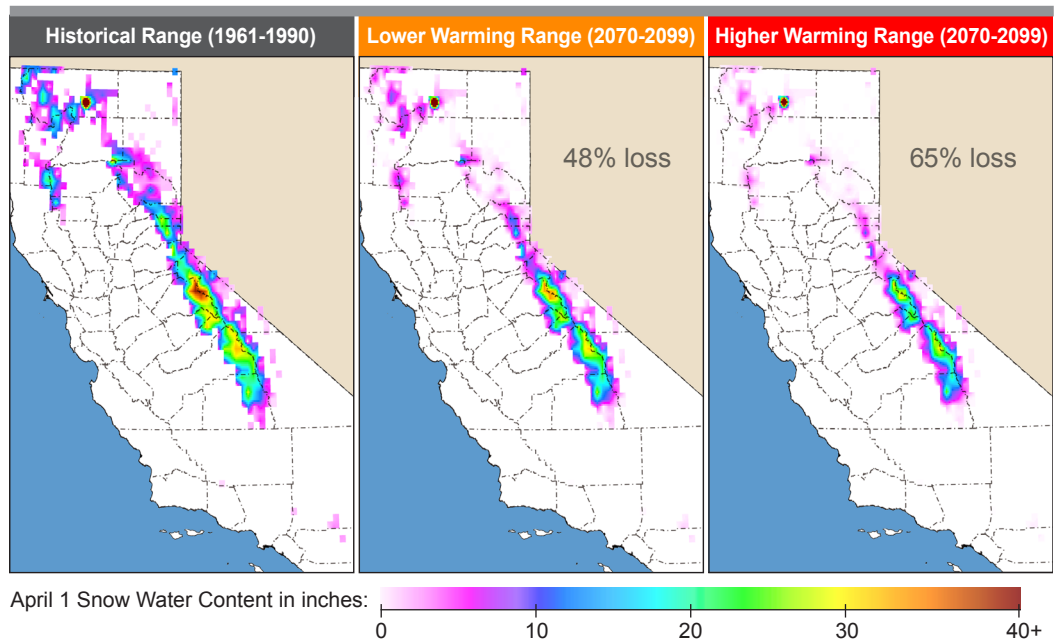 Historical Range (1961-1990)
Lower Warming Range (2070-2099)
Higher Warming Range (2070-2099)
48% loss
65% loss
April 1 Snow Water Content in inches:
0 10 20 30 40+